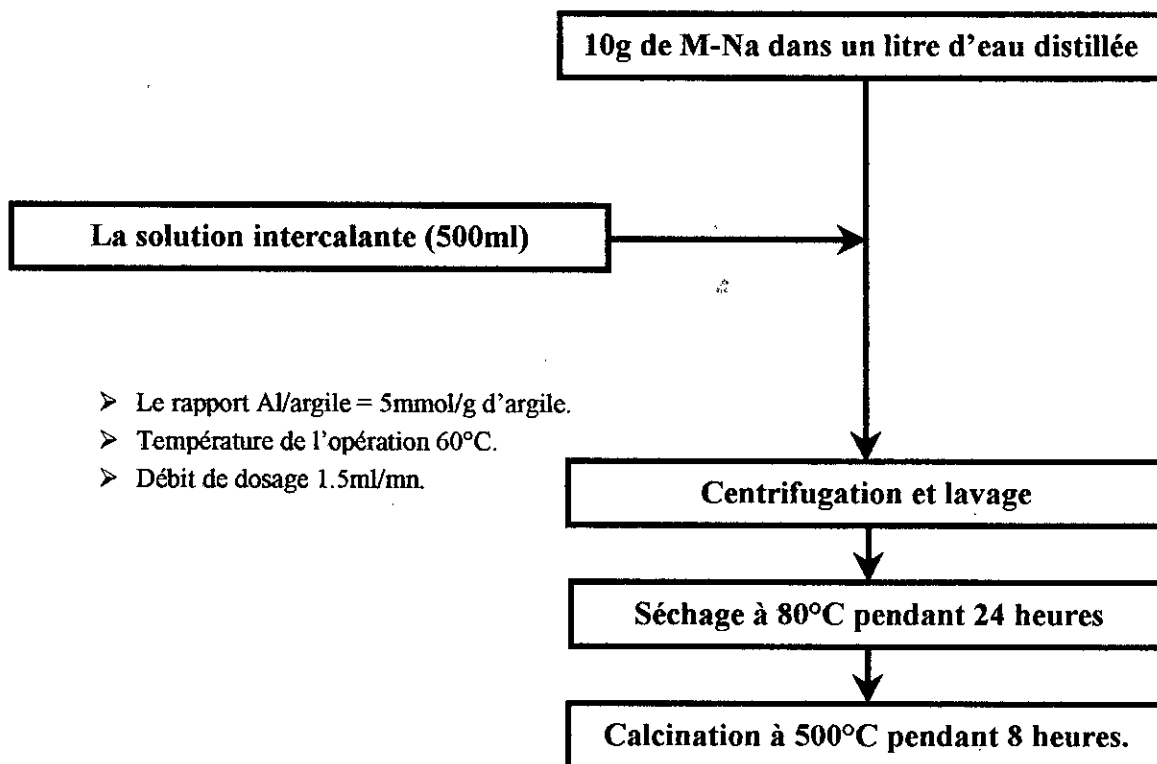 10g de M-Na dans un litre d'eau distillée
La solution intercalante (500ml)
➢ Le rapport Al/argile = 5mmol/g d'argile.
➢ Température de l'opération 60°C.
➢ Débit de dosage 1.5ml/mn.
Centrifugation et lavage
Séchage à 80°C pendant 24 heures
Calcination à 500°C pendant 8 heures.